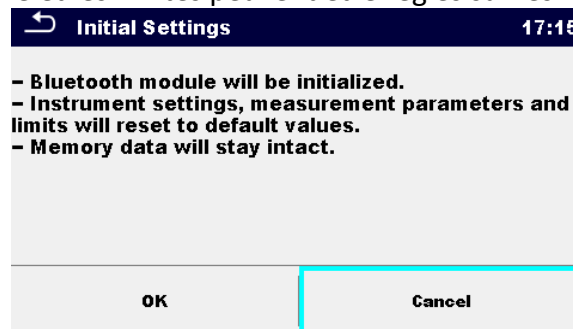 Initial Settings 17:15
– Bluetooth module will be initialized.
– Instrument settings, measurement parameters and
limits will reset to default values.
– Memory data will stay intact.
OK Cancel